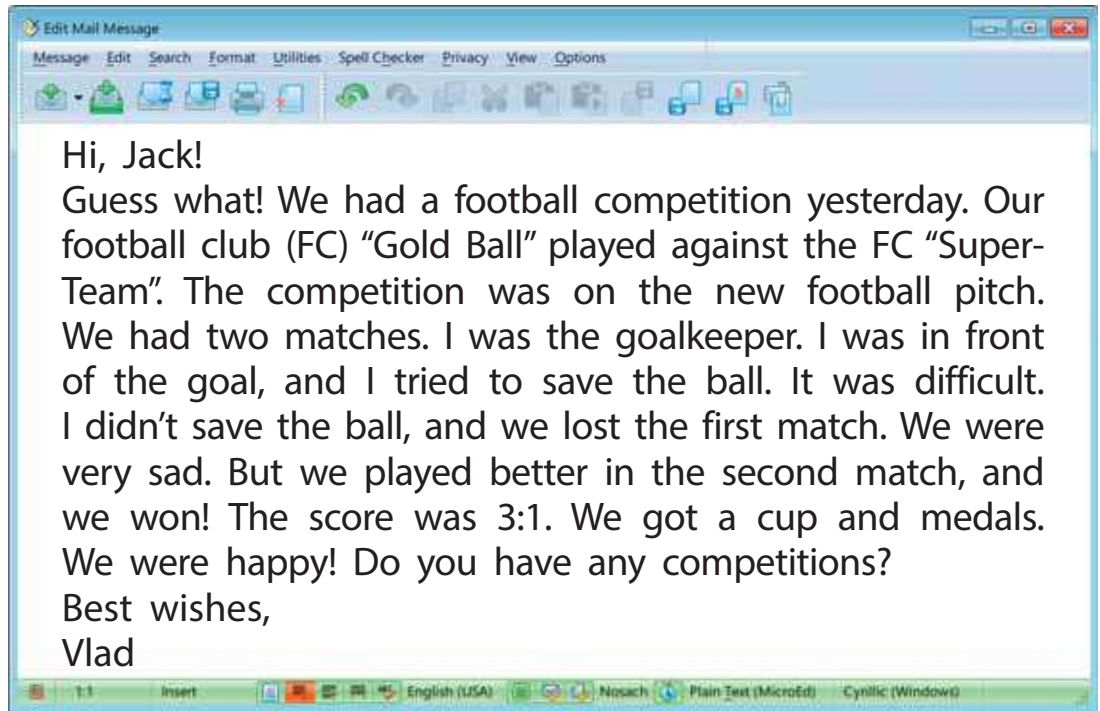 Edit Mail Message
Message Edit Search Format Utilities Spell Checker Privacy View Options
Hi, Jack!
Guess what! We had a football competition yesterday. Our
football club (FC) “Gold Ball” played against the FC “Super-
Team”. The competition was on the new football pitch.
We had two matches. I was the goalkeeper. I was in front
of the goal, and I tried to save the ball. It was difficult.
I didn’t save the ball, and we lost the first match. We were
very sad. But we played better in the second match, and
we won! The score was 3:1. We got a cup and medals.
We were happy! Do you have any competitions?
Best wishes,
Vlad
1:1 Insert English (USA) Nosach Plain Text (MicroEd) Cyrillic (Windows)